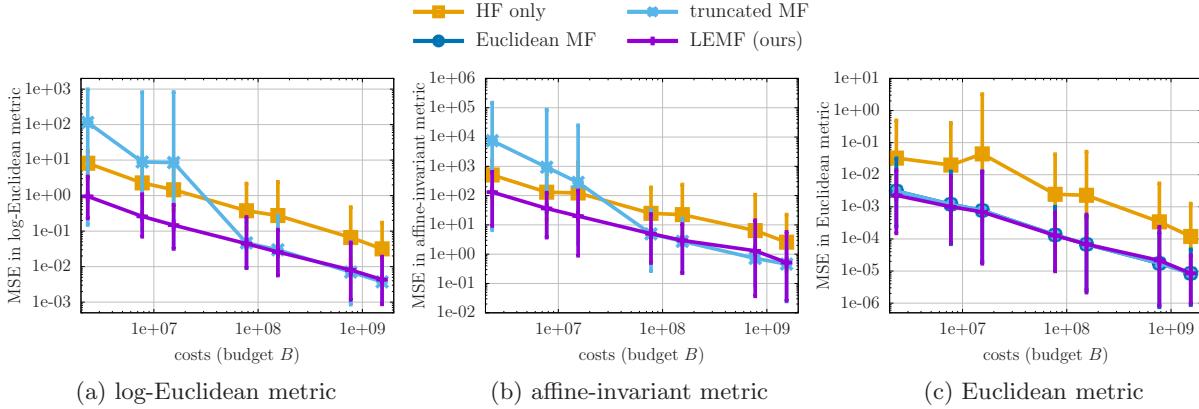 HF only
truncated MF
Euclidean MF
LEMF (ours)
MSE in log-Euclidean metric
1e+03
1e+02
1e+01
1e+00
1e-01
1e-02
1e-03
1e+07
1e+08
1e+09
costs (budget B)
(a) log-Euclidean metric
MSE in affine-invariant metric
1e+06
1e+05
1e+04
1e+03
1e+02
1e+01
1e+00
1e-01
1e-02
1e+07
1e+08
1e+09
costs (budget B)
(b) affine-invariant metric
MSE in Euclidean metric
1e+01
1e+00
1e-01
1e-02
1e-03
1e-04
1e-05
1e-06
1e+07
1e+08
1e+09
costs (budget B)
(c) Euclidean metric